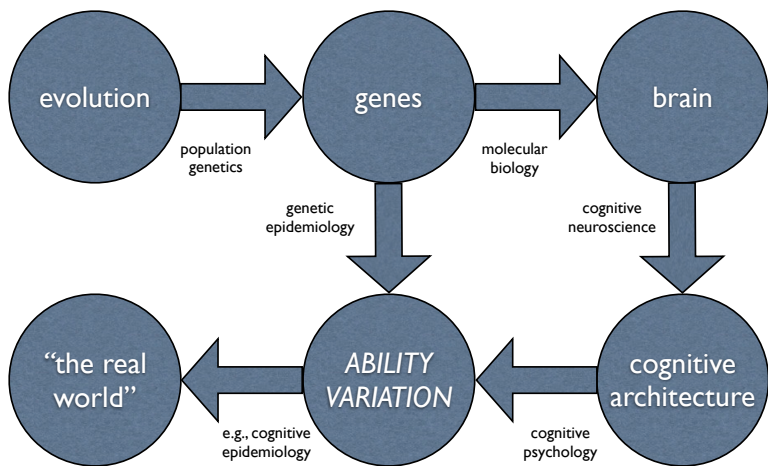 evolution
genes
brain
population
genetics
molecular
biology
genetic
epidemiology
cognitive
neuroscience
“the real
world”
ABILITY
VARIATION
cognitive
architecture
e.g., cognitive
epidemiology
cognitive
psychology